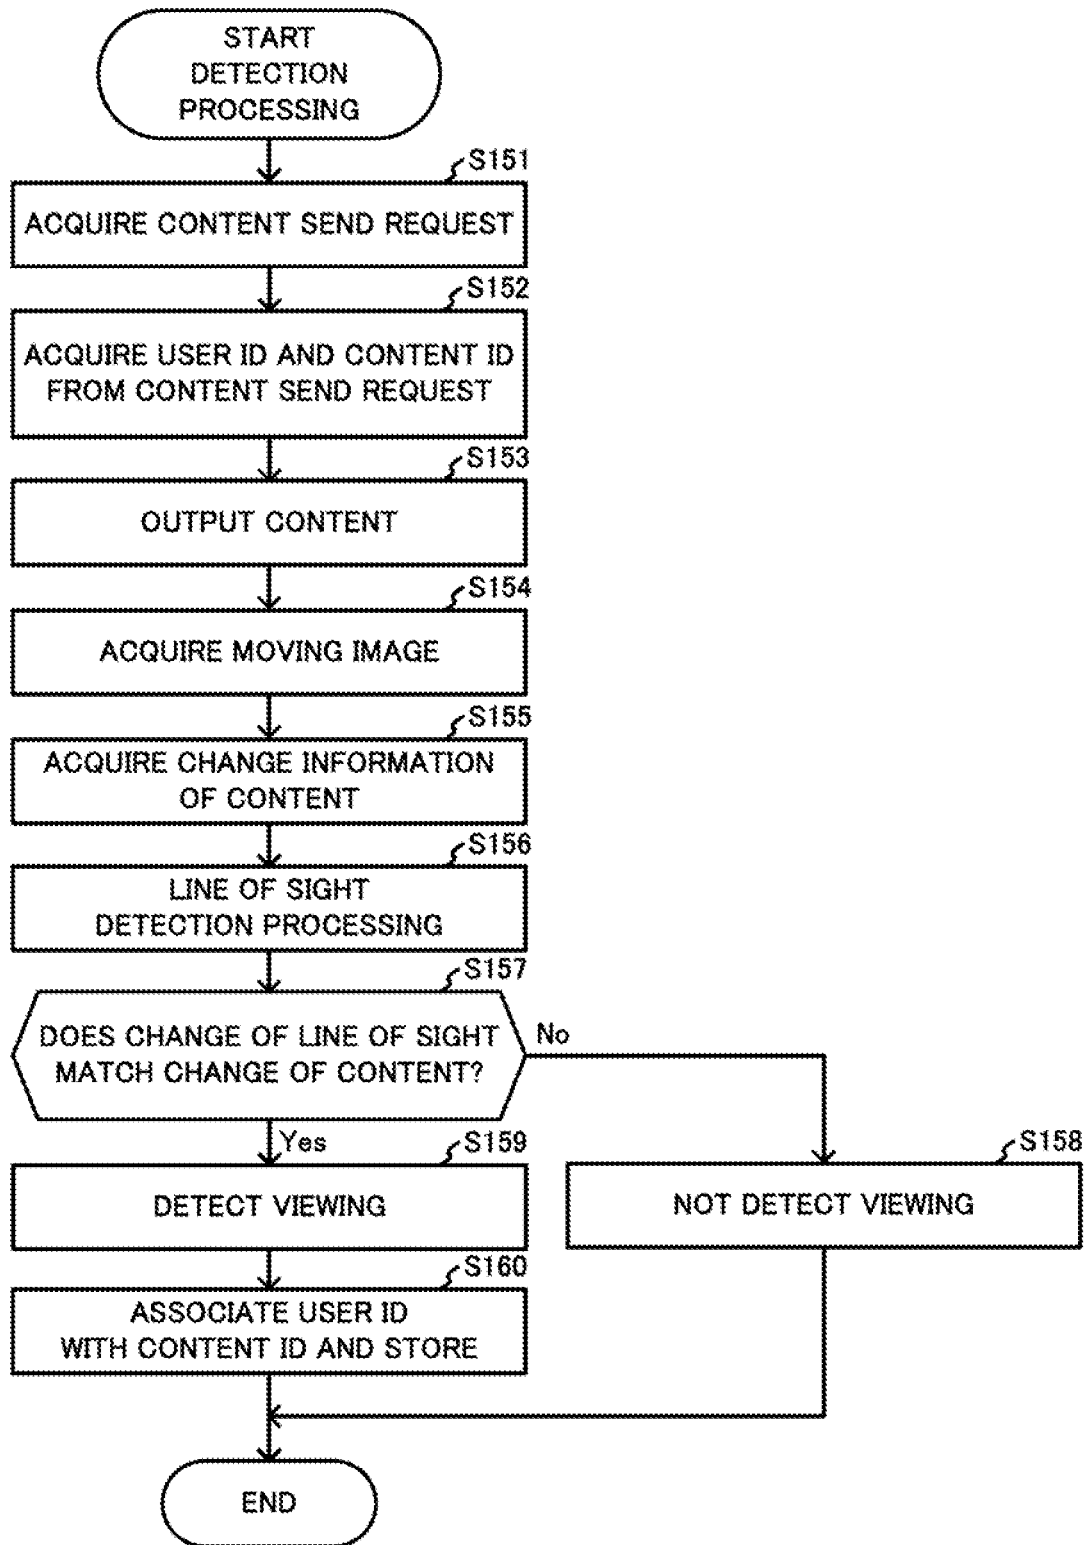 START
DETECTION
PROCESSING
S151
ACQUIRE CONTENT SEND REQUEST
S152
ACQUIRE USER ID AND CONTENT ID
FROM CONTENT SEND REQUEST
S153
OUTPUT CONTENT
S154
ACQUIRE MOVING IMAGE
S155
ACQUIRE CHANGE INFORMATION
OF CONTENT
S156
LINE OF SIGHT
DETECTION PROCESSING
S157
DOES CHANGE OF LINE OF SIGHT
MATCH CHANGE OF CONTENT?
No
Yes
S159
DETECT VIEWING
S158
NOT DETECT VIEWING
S160
ASSOCIATE USER ID
WITH CONTENT ID AND STORE
END